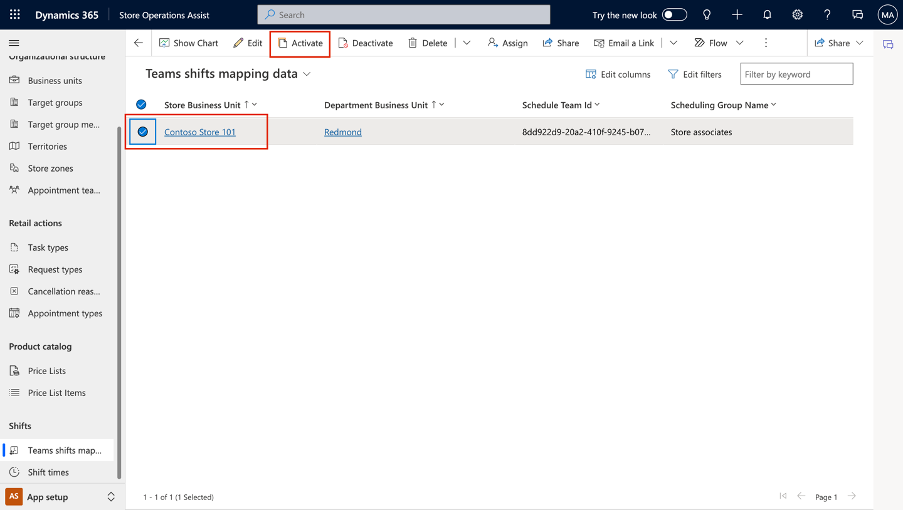 Dynamics 365 Store Operations Assist Search Try the new look MA
Show Chart Edit Activate Deactivate Delete Assign Share Email a Link Flow Share
Organizational structure
Business units
Target groups
Target group me...
Territories
Store zones
Appointment tea...
Retail actions
Task types
Request types
Cancellation reas...
Appointment types
Product catalog
Price Lists
Price List Items
Shifts
Teams shifts map...
Shift times
AS App setup
Teams shifts mapping data Edit columns Edit filters Filter by keyword
Store Business Unit Department Business Unit Schedule Team Id Scheduling Group Name
Contoso Store 101 Redmond 8dd922d9-20a2-410f-9245-b07... Store associates
1 - 1 of 1 (1 Selected) Page 1